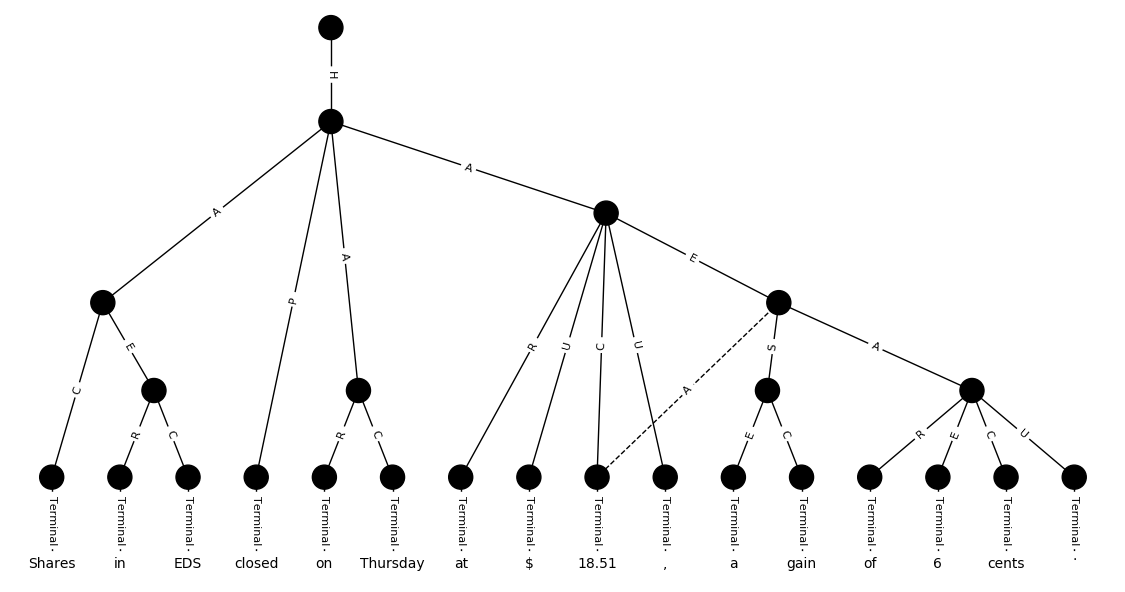 H
A
A
A
P
E
E
R
U
C
U
S
A
C
A
R
C
R
C
E
C
R
E
C
U
Terminal Terminal Terminal Terminal Terminal Terminal Terminal Terminal Terminal Terminal Terminal Terminal Terminal Terminal Terminal Terminal
Shares in EDS closed on Thursday at $ 18.51 , a gain of 6 cents .